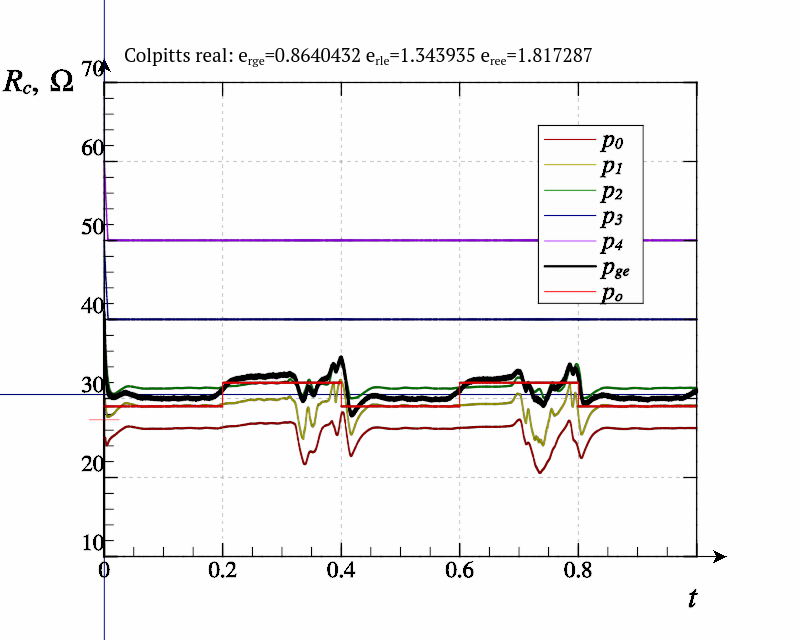 Colpitts real: erge=0.8640432 erle=1.343935 eree=1.817287
Rc, Ω
70
60
50
40
30
20
10
0 0.2 0.4 0.6 0.8
t
p0
p1
p2
p3
p4
pge
po